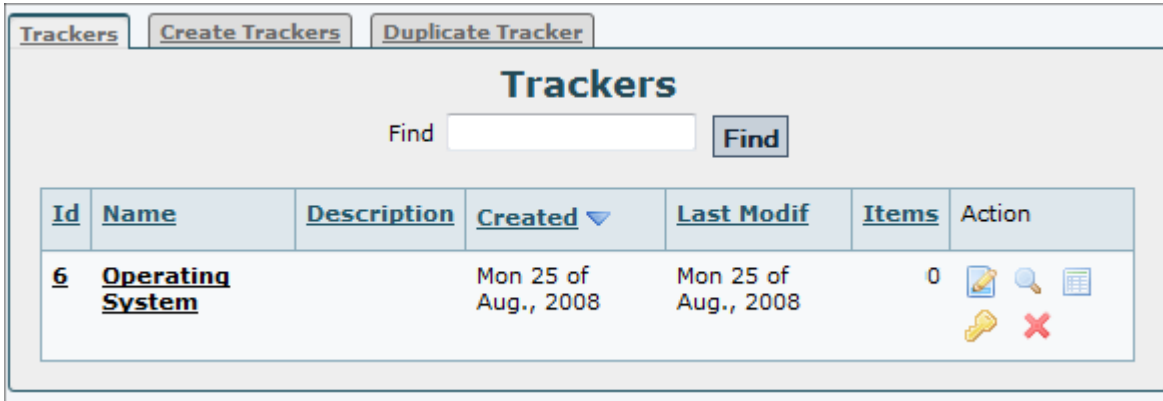 Trackers Create Trackers Duplicate Tracker
Trackers
Find Find
Id Name Description Created Last Modif Items Action
6 Operating Mon 25 of Mon 25 of 0
System Aug., 2008 Aug., 2008